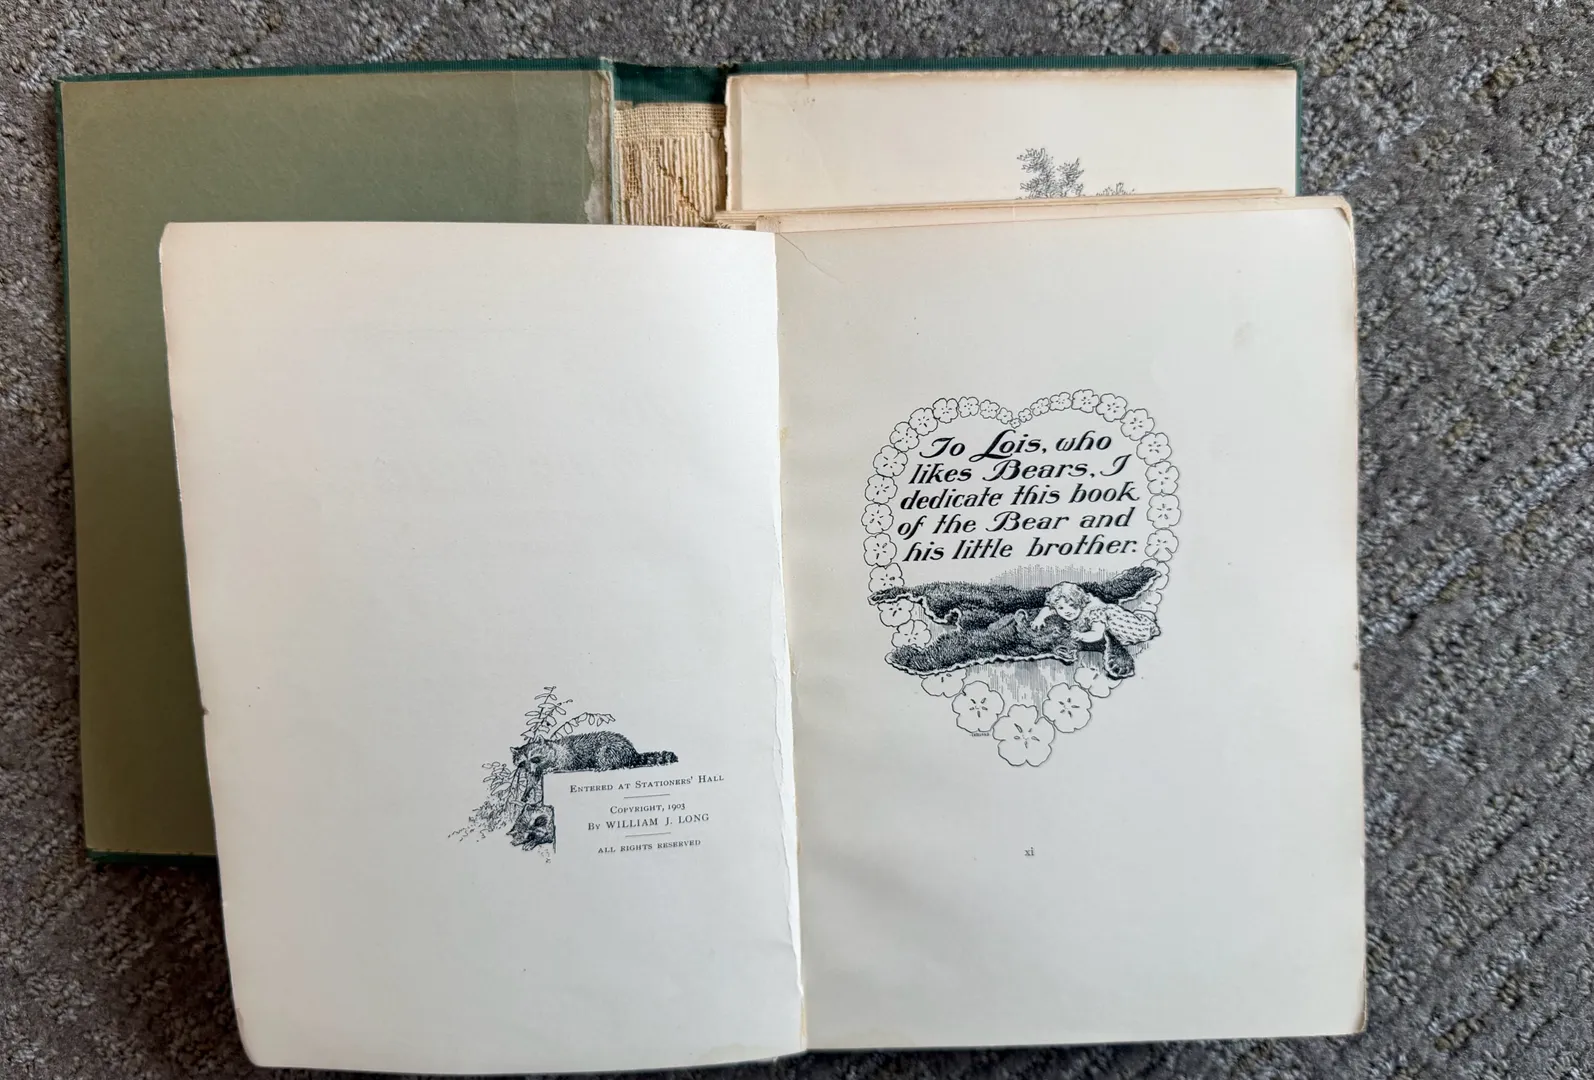 Entered at Stationers' Hall
Copyright, 1903
By WILLIAM J. LONG
ALL RIGHTS RESERVED
To Lois, who
likes Bears, I
dedicate this book
of the Bear and
his little brother.
xi